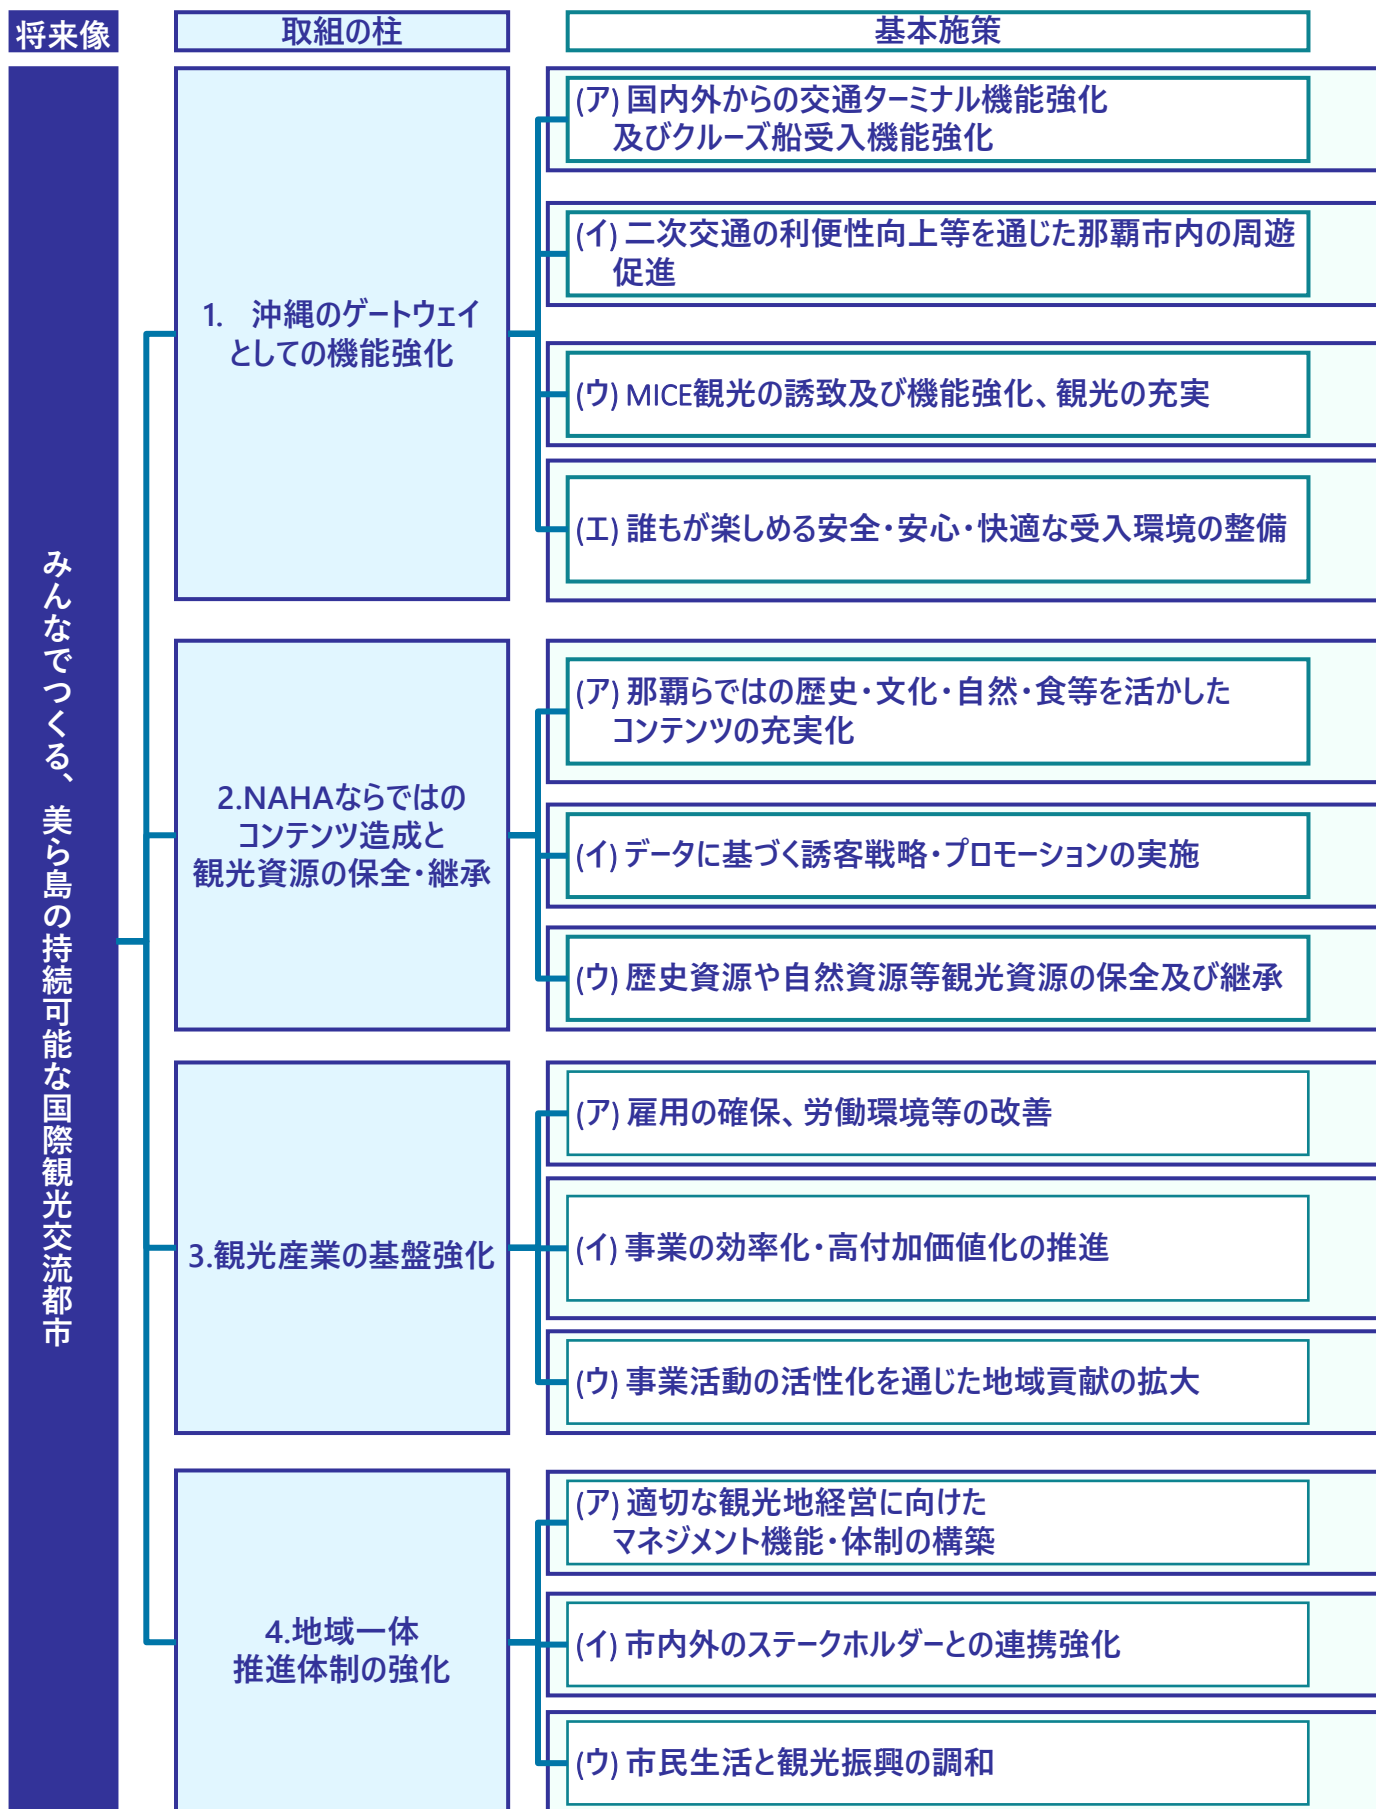 将来像
取組の柱
基本施策
みんなでつくる、美ら島の持続可能な国際観光交流都市
1. 沖縄のゲートウェイ
としての機能強化
(ア) 国内外からの交通ターミナル機能強化
及びクルーズ船受入機能強化
(イ) 二次交通の利便性向上等を通じた那覇市内の周遊
促進
(ウ) MICE観光の誘致及び機能強化、観光の充実
(エ) 誰もが楽しめる安全・安心・快適な受入環境の整備
2.NAHAならではの
コンテンツ造成と
観光資源の保全・継承
(ア) 那覇らではの歴史・文化・自然・食等を活かした
コンテンツの充実化
(イ) データに基づく誘客戦略・プロモーションの実施
(ウ) 歴史資源や自然資源等観光資源の保全及び継承
3.観光産業の基盤強化
(ア) 雇用の確保、労働環境等の改善
(イ) 事業の効率化・高付加価値化の推進
(ウ) 事業活動の活性化を通じた地域貢献の拡大
4.地域一体
推進体制の強化
(ア) 適切な観光地経営に向けた
マネジメント機能・体制の構築
(イ) 市内外のステークホルダーとの連携強化
(ウ) 市民生活と観光振興の調和